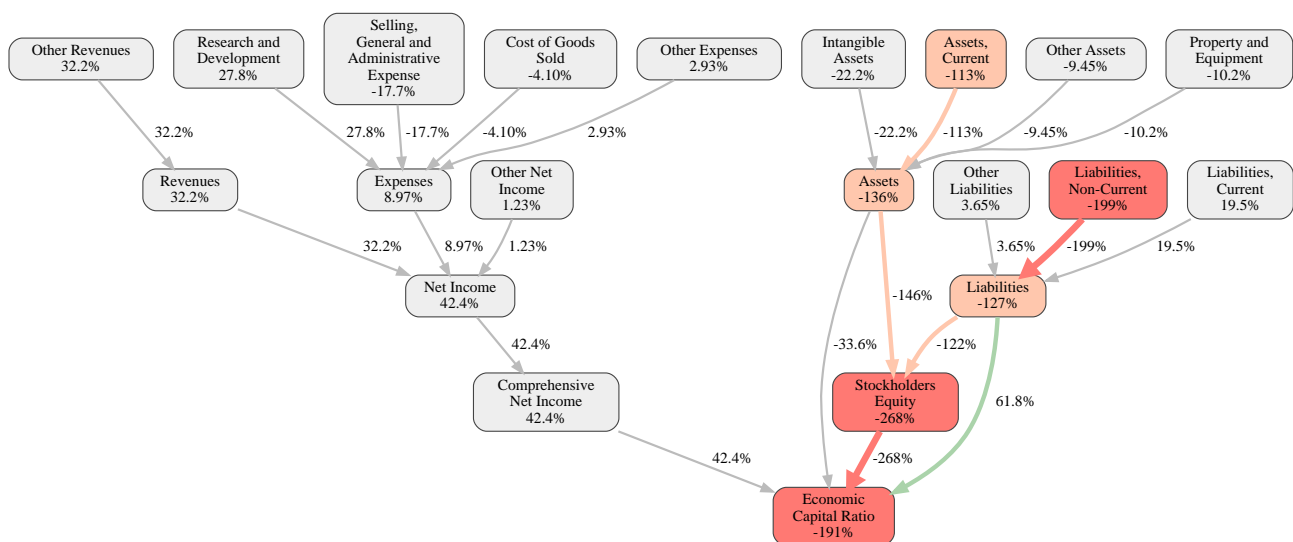 Other Revenues
32.2%
Research and
Development
27.8%
Selling,
General and
Administrative
Expense
-17.7%
Cost of Goods
Sold
-4.10%
Other Expenses
2.93%
Intangible
Assets
-22.2%
Assets,
Current
-113%
Other Assets
-9.45%
Property and
Equipment
-10.2%
32.2%
27.8%
-17.7%
-4.10%
2.93%
-22.2%
-113%
-9.45%
-10.2%
Revenues
32.2%
Expenses
8.97%
Other Net
Income
1.23%
Assets
-136%
Other
Liabilities
3.65%
Liabilities,
Non-Current
-199%
Liabilities,
Current
19.5%
32.2%
8.97%
1.23%
3.65%
-199%
19.5%
Net Income
42.4%
-146%
Liabilities
-127%
42.4%
-33.6%
-122%
Comprehensive
Net Income
42.4%
Stockholders
Equity
-268%
61.8%
42.4%
-268%
Economic
Capital Ratio
-191%